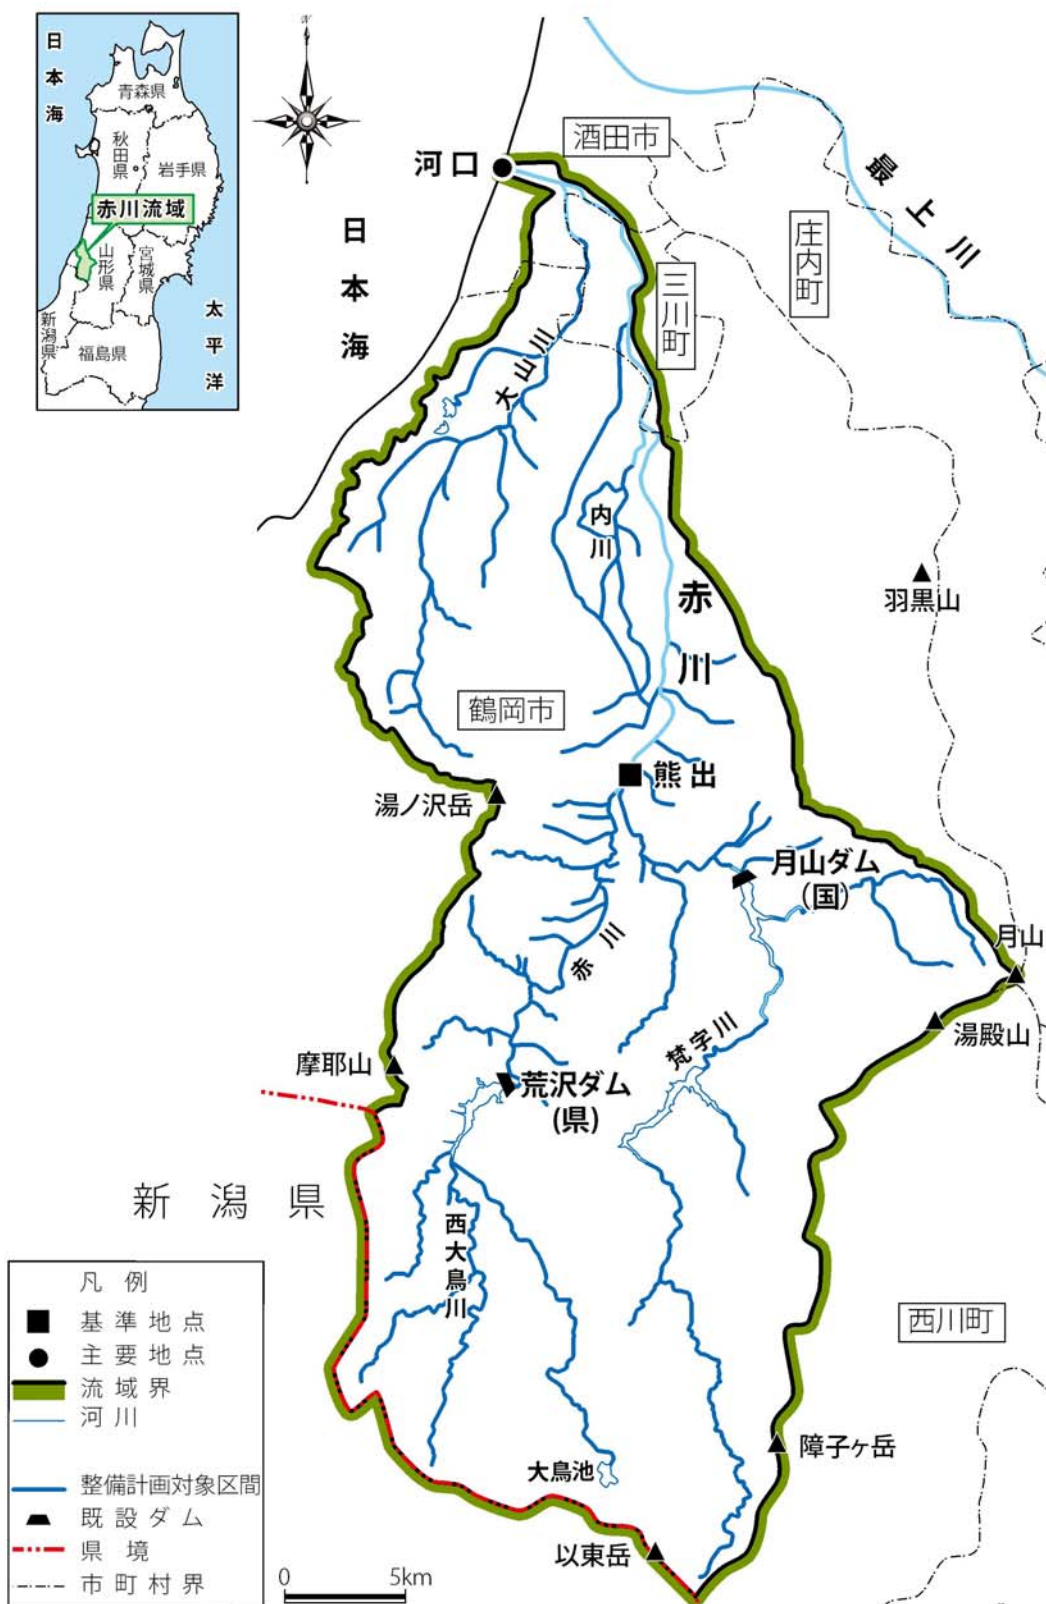 日本海
青森県
秋田県
岩手県
赤川流域
山形県
宮城県
新潟県
福島県
太平洋
N
河口
酒田市
最上川
日本海
庄内町
三川町
大山川
内川
赤川
羽黒山
鶴岡市
熊出
湯ノ沢岳
月山ダム
(国)
月山
赤川
梵字川
湯殿山
摩耶山
荒沢ダム
(県)
新潟県
西大鳥川
西川町
大鳥池
障子ヶ岳
以東岳
凡例
基準地点
主要地点
流域界
河川
整備計画対象区間
既設ダム
県境
市町村界
0 5km